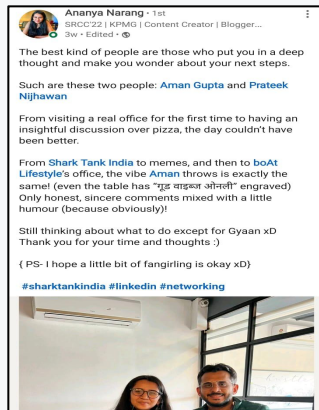 Ananya Narang • 1st
SRCC'22 | KPMG | Content Creator | Blogger...
3w • Edited •
The best kind of people are those who put you in a deep
thought and make you wonder about your next steps.
Such are these two people: Aman Gupta and Prateek
Nijhawan
From visiting a real office for the first time to having an
insightful discussion over pizza, the day couldn't have
been better.
From Shark Tank India to memes, and then to boAt
Lifestyle's office, the vibe Aman throws is exactly the
same! (even the table has "गूड वाइब्ज ओनली" engraved)
Only honest, sincere comments mixed with a little
humour (because obviously)!
Still thinking about what to do except for Gyaan xD
Thank you for your time and thoughts :)
{ PS- I hope a little bit of fangirling is okay xD}
#sharktankindia #linkedin #networking